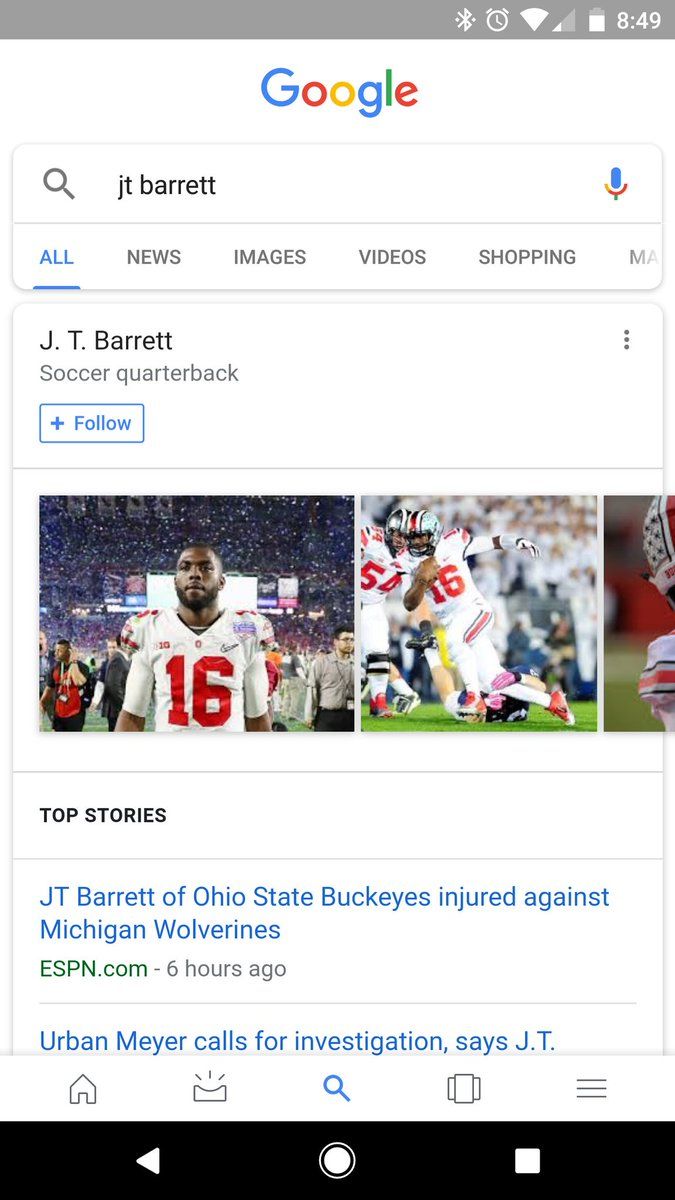 8:49
Google
jt barrett
ALL NEWS IMAGES VIDEOS SHOPPING MA
J. T. Barrett
Soccer quarterback
+ Follow
16
54 16
TOP STORIES
JT Barrett of Ohio State Buckeyes injured against
Michigan Wolverines
ESPN.com - 6 hours ago
Urban Meyer calls for investigation, says J.T.